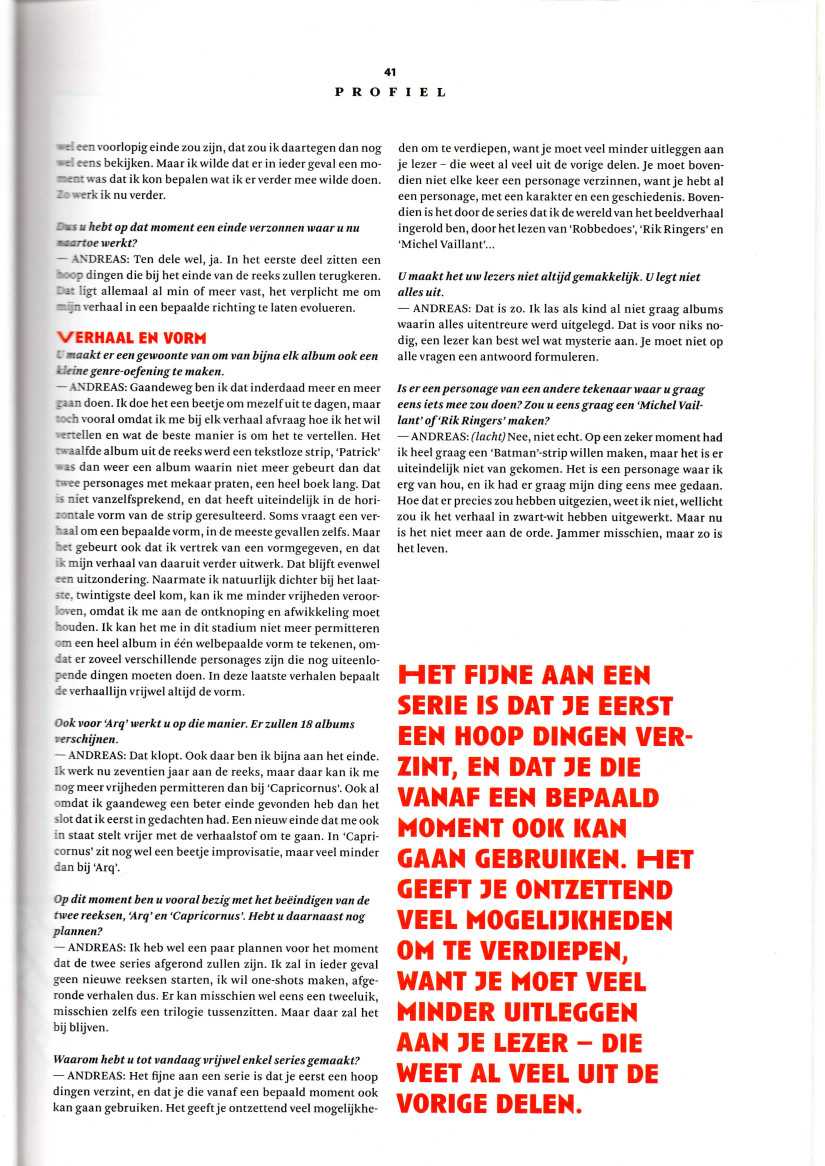 41
PROFIEL
wel een voorlopig einde zou zijn, dat zou ik daartegen dan nog
wel eens bekijken. Maar ik wilde dat er in ieder geval een mo-
ment was dat ik kon bepalen wat ik er verder mee wilde doen.
Zo werk ik nu verder.
Dus u hebt op dat moment een einde verzonnen waar u nu
naartoe werkt?
— ANDREAS: Ten dele wel, ja. In het eerste deel zitten een
hoop dingen die bij het einde van de reeks zullen terugkeren.
Dat ligt allemaal al min of meer vast, het verplicht me om
mijn verhaal in een bepaalde richting te laten evolueren.
VERHAAL EN VORM
U maakt er een gewoonte van om van bijna elk album ook een
kleine genre-oefening te maken.
— ANDREAS: Gaandeweg ben ik dat inderdaad meer en meer
gaan doen. Ik doe het een beetje om mezelf uit te dagen, maar
toch vooral omdat ik me bij elk verhaal afvraag hoe ik het wil
vertellen en wat de beste manier is om het te vertellen. Het
twaalfde album uit de reeks werd een tekstloze strip, ‘Patrick’
was dan weer een album waarin niet meer gebeurt dan dat
twee personages met mekaar praten, een heel boek lang. Dat
is niet vanzelfsprekend, en dat heeft uiteindelijk in de hori-
zontale vorm van de strip geresulteerd. Soms vraagt een ver-
haal om een bepaalde vorm, in de meeste gevallen zelfs. Maar
het gebeurt ook dat ik vertrek van een vormgegeven, en dat
ik mijn verhaal van daaruit verder uitwerk. Dat blijft evenwel
een uitzondering. Naarmate ik natuurlijk dichter bij het laat-
ste, twintigste deel kom, kan ik me minder vrijheden veroor-
loven, omdat ik me aan de ontknoping en afwikkeling moet
houden. Ik kan het me in dit stadium niet meer permitteren
om een heel album in één welbepaalde vorm te tekenen, om-
dat er zoveel verschillende personages zijn die nog uiteenlo-
pende dingen moeten doen. In deze laatste verhalen bepaalt
de verhaallijn vrijwel altijd de vorm.
Ook voor ‘Arq’ werkt u op die manier. Er zullen 18 albums
verschijnen.
— ANDREAS: Dat klopt. Ook daar ben ik bijna aan het einde.
Ik werk nu zeventien jaar aan de reeks, maar daar kan ik me
nog meer vrijheden permitteren dan bij ‘Capricornus’. Ook al
omdat ik gaandeweg een beter einde gevonden heb dan het
slot dat ik eerst in gedachten had. Een nieuw einde dat me ook
in staat stelt vrijer met de verhaalstof om te gaan. In ‘Capri-
cornus’ zit nog wel een beetje improvisatie, maar veel minder
dan bij ‘Arq’.
Op dit moment ben u vooral bezig met het beëindigen van de
twee reeksen, ‘Arq’ en ‘Capricornus’. Hebt u daarnaast nog
plannen?
— ANDREAS: Ik heb wel een paar plannen voor het moment
dat de twee series afgerond zullen zijn. Ik zal in ieder geval
geen nieuwe reeksen starten, ik wil one-shots maken, afge-
ronde verhalen dus. Er kan misschien wel eens een tweeluik,
misschien zelfs een trilogie tussenzitten. Maar daar zal het
bij blijven.
Waarom hebt u tot vandaag vrijwel enkel series gemaakt?
— ANDREAS: Het fijne aan een serie is dat je eerst een hoop
dingen verzint, en dat je die vanaf een bepaald moment ook
kan gaan gebruiken. Het geeft je ontzettend veel mogelijkhe-
den om te verdiepen, want je moet veel minder uitleggen aan
je lezer – die weet al veel uit de vorige delen. Je moet boven-
dien niet elke keer een personage verzinnen, want je hebt al
een personage, met een karakter en een geschiedenis. Boven-
dien is het door de series dat ik de wereld van het beeldverhaal
ingerold ben, door het lezen van ‘Robbedoes’, ‘Rik Ringers’ en
‘Michel Vaillant’...
U maakt het uw lezers niet altijd gemakkelijk. U legt niet
alles uit.
— ANDREAS: Dat is zo. Ik las als kind al niet graag albums
waarin alles uitentreure werd uitgelegd. Dat is voor niks no-
dig, een lezer kan best wel wat mysterie aan. Je moet niet op
alle vragen een antwoord formuleren.
Is er een personage van een andere tekenaar waar u graag
eens iets mee zou doen? Zou u eens graag een ‘Michel Vail-
lant’ of ‘Rik Ringers’ maken?
— ANDREAS: (lacht) Nee, niet echt. Op een zeker moment had
ik heel graag een ‘Batman’-strip willen maken, maar het is er
uiteindelijk niet van gekomen. Het is een personage waar ik
erg van hou, en ik had er graag mijn ding eens mee gedaan.
Hoe dat er precies zou hebben uitgezien, weet ik niet, wellicht
zou ik het verhaal in zwart-wit hebben uitgewerkt. Maar nu
is het niet meer aan de orde. Jammer misschien, maar zo is
het leven.
HET FIJNE AAN EEN
SERIE IS DAT JE EERST
EEN HOOP DINGEN VER-
ZINT, EN DAT JE DIE
VANAF EEN BEPAALD
MOMENT OOK KAN
GAAN GEBRUIKEN. HET
GEEFT JE ONTZETTEND
VEEL MOGELIJKHEDEN
OM TE VERDIEPEN,
WANT JE MOET VEEL
MINDER UITLEGGEN
AAN JE LEZER – DIE
WEET AL VEEL UIT DE
VORIGE DELEN.